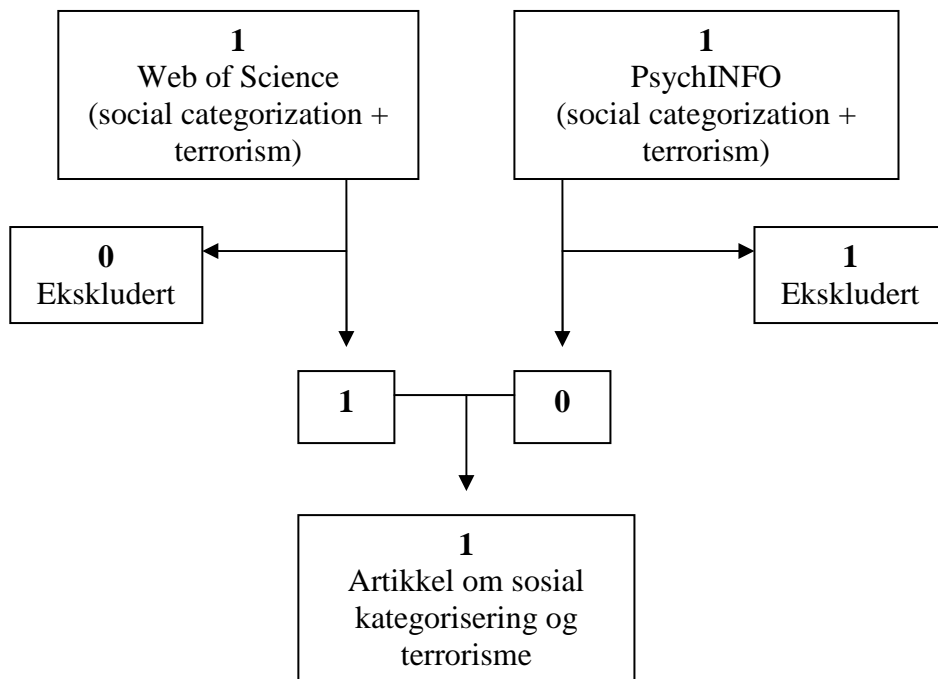 1
Web of Science
(social categorization +
terrorism)
1
PsychINFO
(social categorization +
terrorism)
0
Ekskludert
1
Ekskludert
1
0
1
Artikkel om sosial
kategorisering og
terrorisme